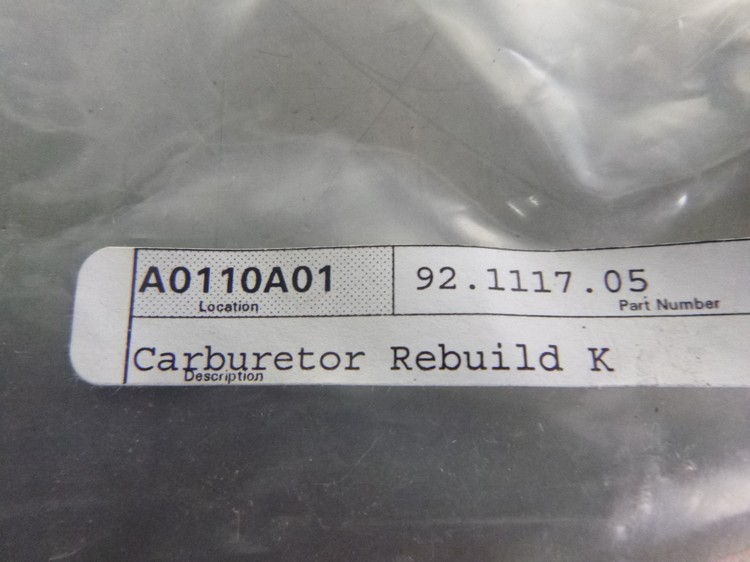 A0110A01 92.1117.05
Location Part Number
Carburetor Rebuild K
Description